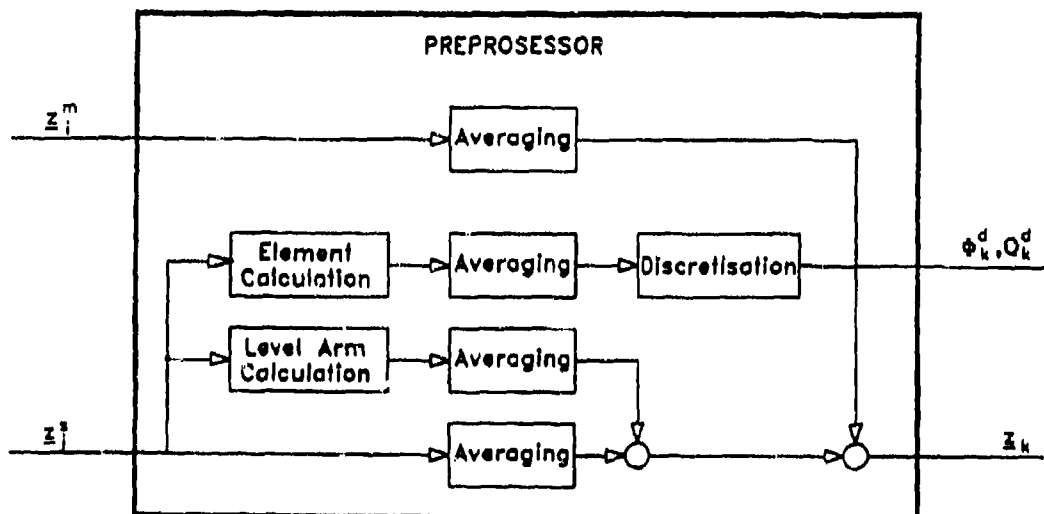 PREPROSESSOR
z_i^m
Averaging
Element
Calculation
Averaging
Discretisation
Φ_k^d, Q_k^d
Level Arm
Calculation
Averaging
z_i^s
Averaging
z_k